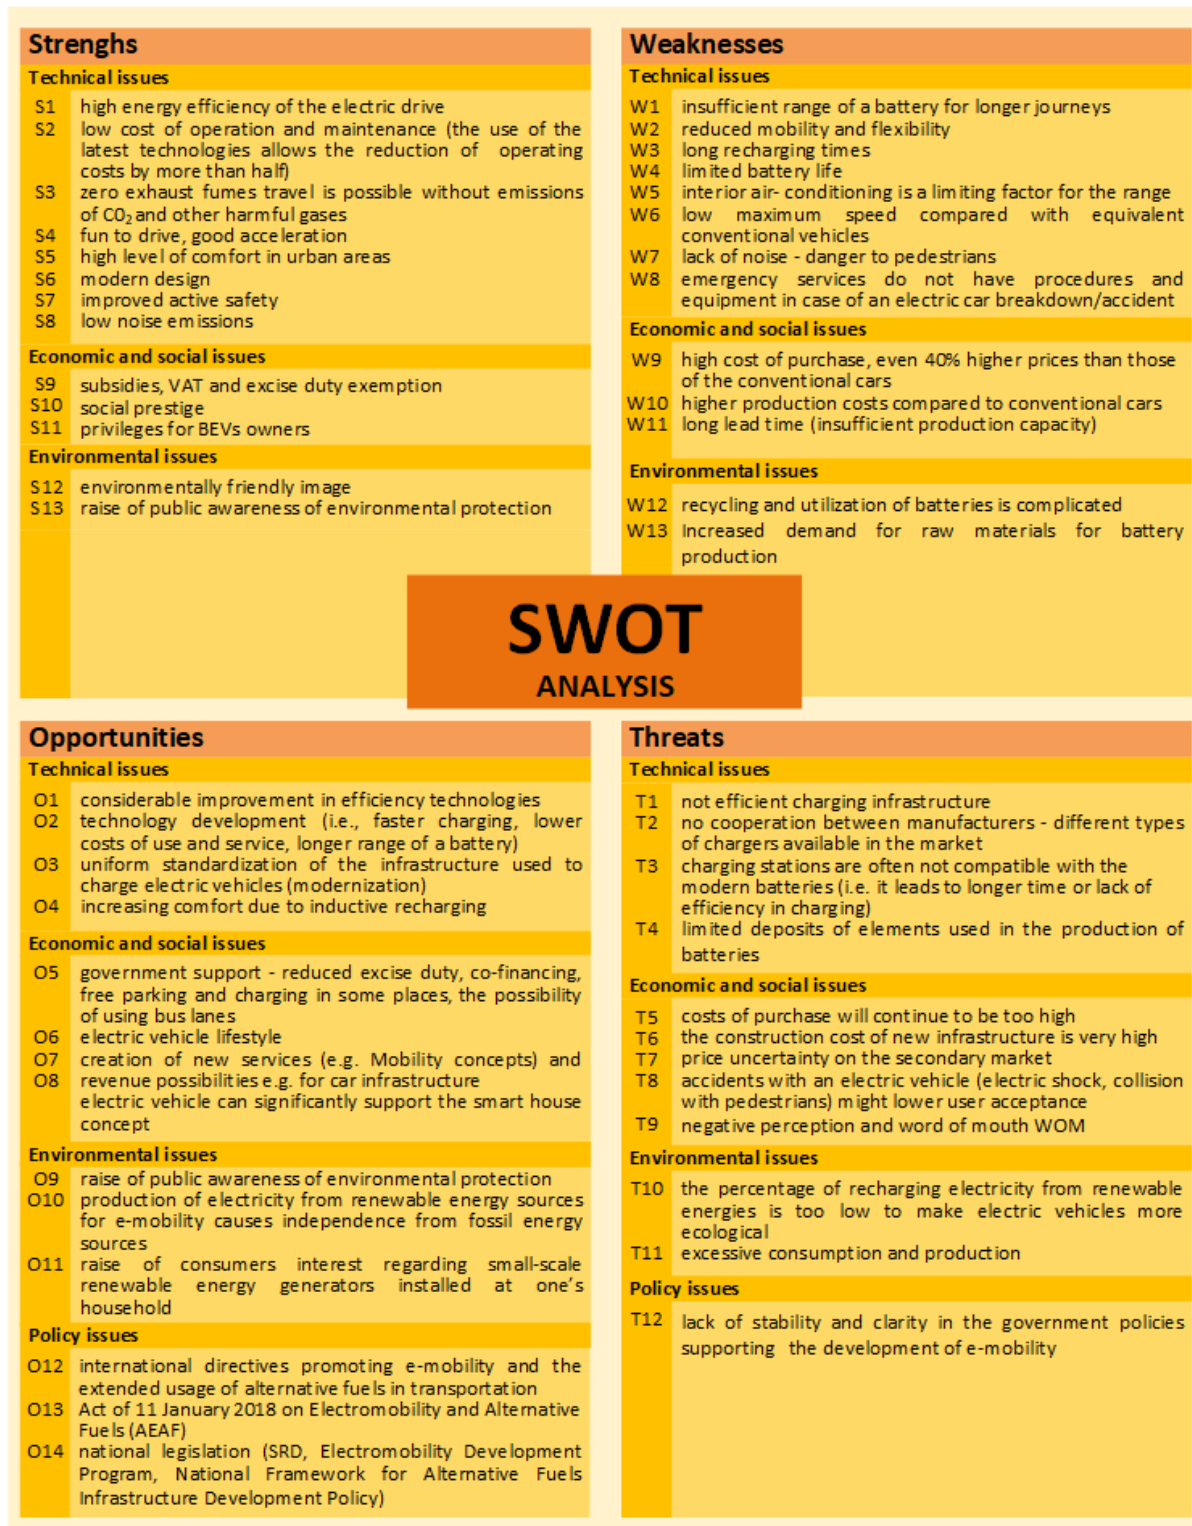 Strenghs
Technical issues
S1 high energy efficiency of the electric drive
S2 low cost of operation and maintenance (the use of the
latest technologies allows the reduction of operating
costs by more than half)
S3 zero exhaust fumes travel is possible without emissions
of C0₂ and other harmful gases
S4 fun to drive, good acceleration
S5 high level of comfort in urban areas
S6 modern design
S7 improved active safety
S8 low noise emissions
Economic and social issues
S9 subsidies, VAT and excise duty exemption
S10 social prestige
S11 privileges for BEVs owners
Environmental issues
S12 environmentally friendly image
S13 raise of public awareness of environmental protection
Weaknesses
Technical issues
W1 insufficient range of a battery for longer journeys
W2 reduced mobility and flexibility
W3 long recharging times
W4 limited battery life
W5 interior air- conditioning is a limiting factor for the range
W6 low maximum speed compared with equivalent
conventional vehicles
W7 lack of noise - danger to pedestrians
W8 emergency services do not have procedures and
equipment in case of an electric car breakdown/accident
Economic and social issues
W9 high cost of purchase, even 40% higher prices than those
of the conventional cars
W10 higher production costs compared to conventional cars
W11 long lead time (insufficient production capacity)
Environmental issues
W12 recycling and utilization of batteries is complicated
W13 Increased demand for raw materials for battery
production
SWOT
ANALYSIS
Opportunities
Technical issues
O1 considerable improvement in efficiency technologies
O2 technology development (i.e., faster charging, lower
costs of use and service, longer range of a battery)
O3 uniform standardization of the infrastructure used to
charge electric vehicles (modernization)
O4 increasing comfort due to inductive recharging
Economic and social issues
O5 government support - reduced excise duty, co-financing,
free parking and charging in some places, the possibility
of using bus lanes
O6 electric vehicle lifestyle
O7 creation of new services (e.g. Mobility concepts) and
O8 revenue possibilities e.g. for car infrastructure
electric vehicle can significantly support the smart house
concept
Environmental issues
O9 raise of public awareness of environmental protection
O10 production of electricity from renewable energy sources
for e-mobility causes independence from fossil energy
sources
O11 raise of consumers interest regarding small-scale
renewable energy generators installed at one's
household
Policy issues
O12 international directives promoting e-mobility and the
extended usage of alternative fuels in transportation
O13 Act of 11 January 2018 on Electromobility and Alternative
Fuels (AEAF)
O14 national legislation (SRD, Electromobility Development
Program, National Framework for Alternative Fuels
Infrastructure Development Policy)
Threats
Technical issues
T1 not efficient charging infrastructure
T2 no cooperation between manufacturers - different types
of chargers available in the market
T3 charging stations are often not compatible with the
modern batteries (i.e. it leads to longer time or lack of
efficiency in charging)
T4 limited deposits of elements used in the production of
batteries
Economic and social issues
T5 costs of purchase will continue to be too high
T6 the construction cost of new infrastructure is very high
T7 price uncertainty on the secondary market
T8 accidents with an electric vehicle (electric shock, collision
with pedestrians) might lower user acceptance
T9 negative perception and word of mouth WOM
Environmental issues
T10 the percentage of recharging electricity from renewable
energies is too low to make electric vehicles more
ecological
T11 excessive consumption and production
Policy issues
T12 lack of stability and clarity in the government policies
supporting the development of e-mobility